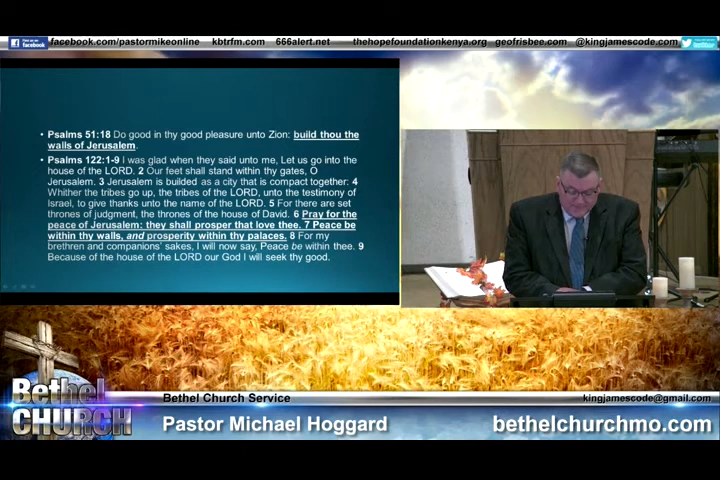 Find us on
facebook
facebook.com/pastormikeonline kbtrfm.com 666alert.net thehopefoundationkenya.org geofrisbee.com @kingjamescode.com
twitter
• Psalms 51:18 Do good in thy good pleasure unto Zion: build thou the
walls of Jerusalem.
• Psalms 122:1-9 I was glad when they said unto me, Let us go into the
house of the LORD. 2 Our feet shall stand within thy gates, O
Jerusalem. 3 Jerusalem is builded as a city that is compact together: 4
Whither the tribes go up, the tribes of the LORD, unto the testimony of
Israel, to give thanks unto the name of the LORD. 5 For there are set
thrones of judgment, the thrones of the house of David. 6 Pray for the
peace of Jerusalem: they shall prosper that love thee. 7 Peace be
within thy walls, and prosperity within thy palaces. 8 For my
brethren and companions' sakes, I will now say, Peace be within thee. 9
Because of the house of the LORD our God I will seek thy good.
Bethel
CHURCH
Bethel Church Service kingjamescode@gmail.com
Pastor Michael Hoggard bethelchurchmo.com